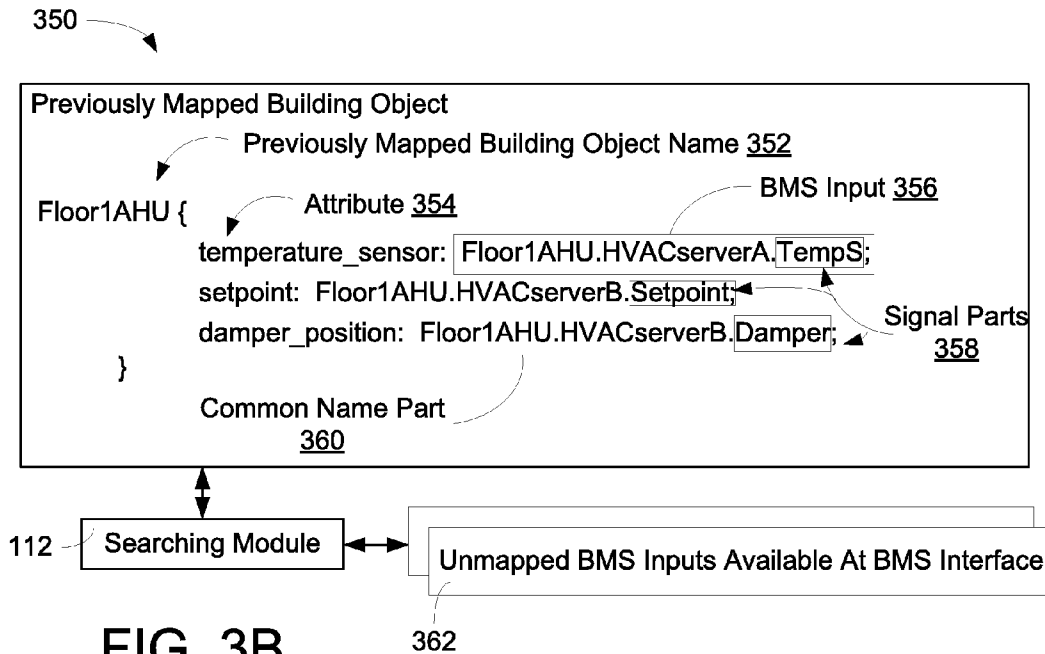 350
Previously Mapped Building Object
Previously Mapped Building Object Name 352
BMS Input 356
Attribute 354
Floor1AHU {
temperature_sensor: Floor1AHU.HVACserverA.TempS;
setpoint: Floor1AHU.HVACserverB.Setpoint;
damper_position: Floor1AHU.HVACserverB.Damper;
Signal Parts
358
}
Common Name Part
360
112
Searching Module
Unmapped BMS Inputs Available At BMS Interface
362
FIG. 3B